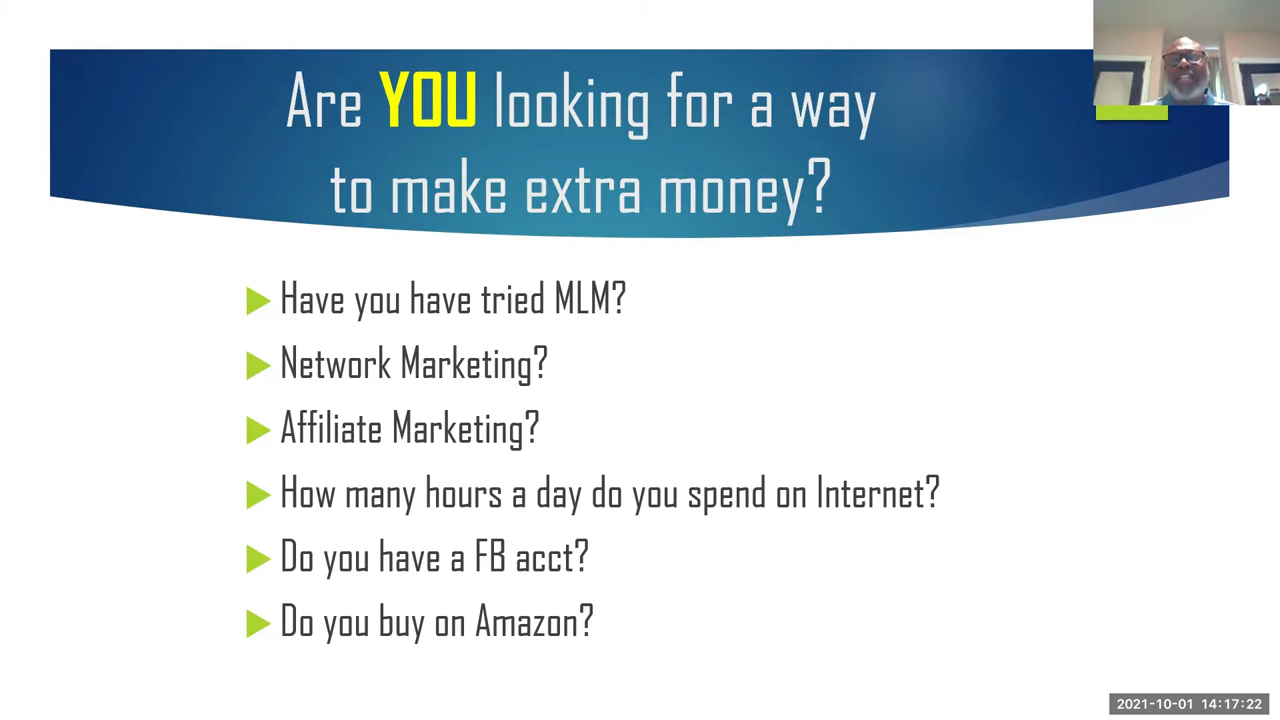 Are YOU looking for a way
to make extra money?
Have you have tried MLM?
Network Marketing?
Affiliate Marketing?
How many hours a day do you spend on Internet?
Do you have a FB acct?
Do you buy on Amazon?
2021-10-01 14:17:22